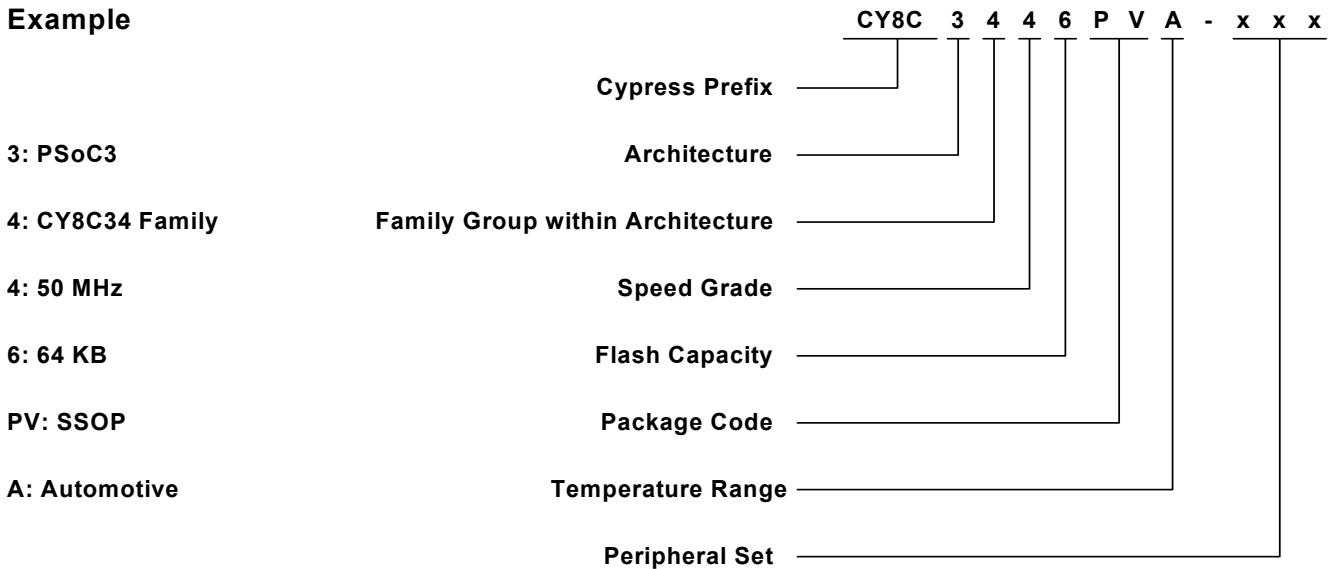 Example CY8C 3 4 4 6 P V A - x x x
Cypress Prefix
3: PSoC3 Architecture
4: CY8C34 Family Family Group within Architecture
4: 50 MHz Speed Grade
6: 64 KB Flash Capacity
PV: SSOP Package Code
A: Automotive Temperature Range
Peripheral Set